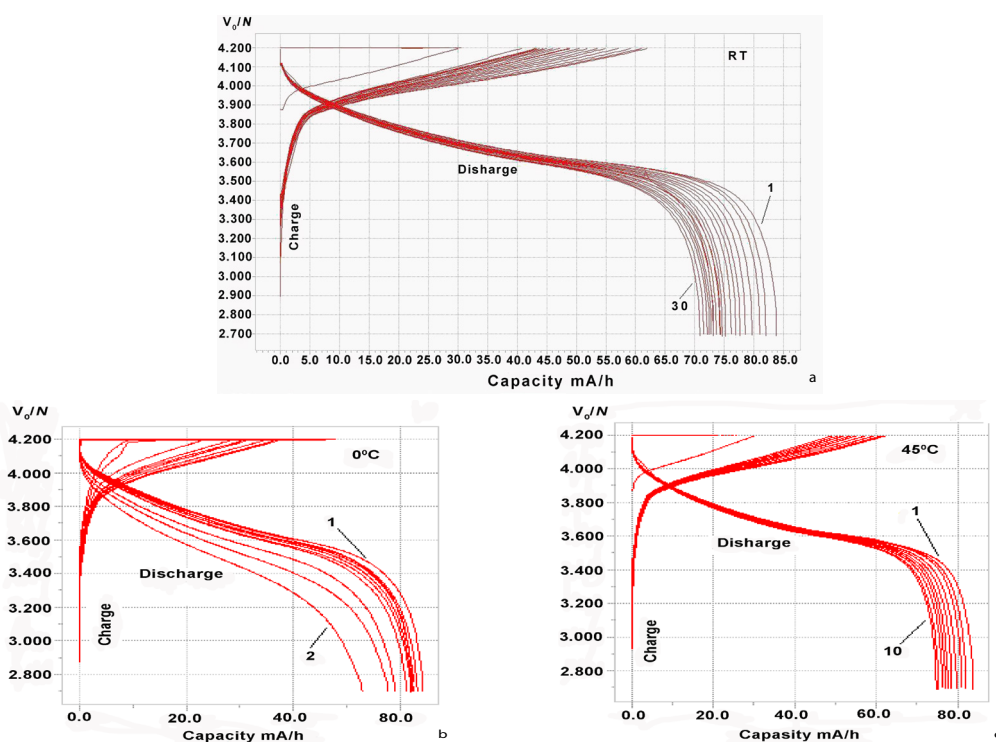 V₀/N
4.200
4.100
4.000
3.900
3.800
3.700
3.600
3.500
3.400
3.300
3.200
3.100
3.000
2.900
2.800
2.700
RT
Disharge
Charge
1
30
0.0 5.0 10.0 15.0 20.0 25.0 30.0 35.0 40.0 45.0 50.0 55.0 60.0 65.0 70.0 75.0 80.0 85.0
Capacity mA/h
a
V₀/N
4.200
4.000
3.800
3.600
3.400
3.200
3.000
2.800
0ºC
1
Discharge
Charge
2
0.0 20.0 40.0 60.0 80.0
Capacity mA/h
b
V₀/N
4.200
4.000
3.800
3.600
3.400
3.200
3.000
2.800
45ºC
1
Disharge
Charge
10
0.0 20.0 40.0 60.0 80.0
Capasity mA/h